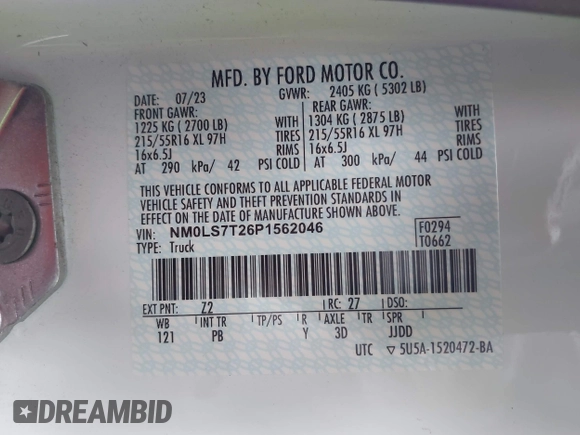 MFD. BY FORD MOTOR CO.
DATE: 07/23 GVWR: 2405 KG ( 5302 LB)
FRONT GAWR: REAR GAWR:
1225 KG ( 2700 LB) WITH 1304 KG ( 2875 LB) WITH
215/55R16 XL 97H TIRES 215/55R16 XL 97H TIRES
16x6.5J RIMS 16x6.5J RIMS
AT 290 kPa/ 42 PSI COLD AT 300 kPa/ 44 PSI COLD
THIS VEHICLE CONFORMS TO ALL APPLICABLE FEDERAL MOTOR
VEHICLE SAFETY AND THEFT PREVENTION STANDARDS IN
EFFECT ON THE DATE OF MANUFACTURE SHOWN ABOVE.
VIN: NM0LS7T26P1562046 F0294
TYPE: Truck T0662
EXT PNT: Z2 RC: 27 DSO:
WB INT TR TP/PS R AXLE TR SPR
121 PB Y 3D JJDD
UTC ▽5U5A-1520472-BA
DREAMBID